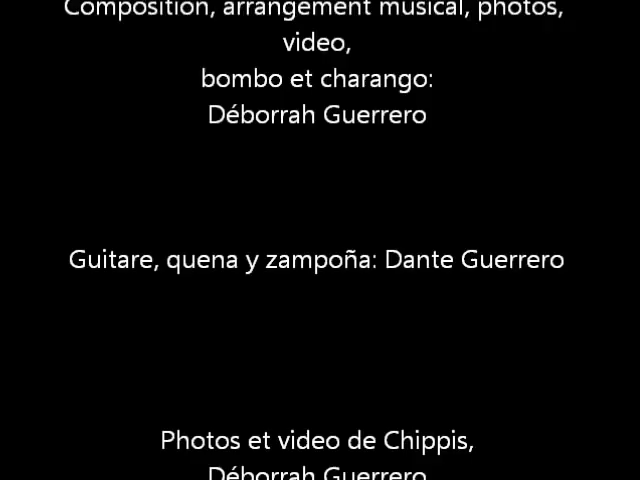 Composition, arrangement musical, photos,
video,
bombo et charango:
Déborrah Guerrero
Guitare, quena y zampoña: Dante Guerrero
Photos et video de Chippis,
Déborrah Guerrero